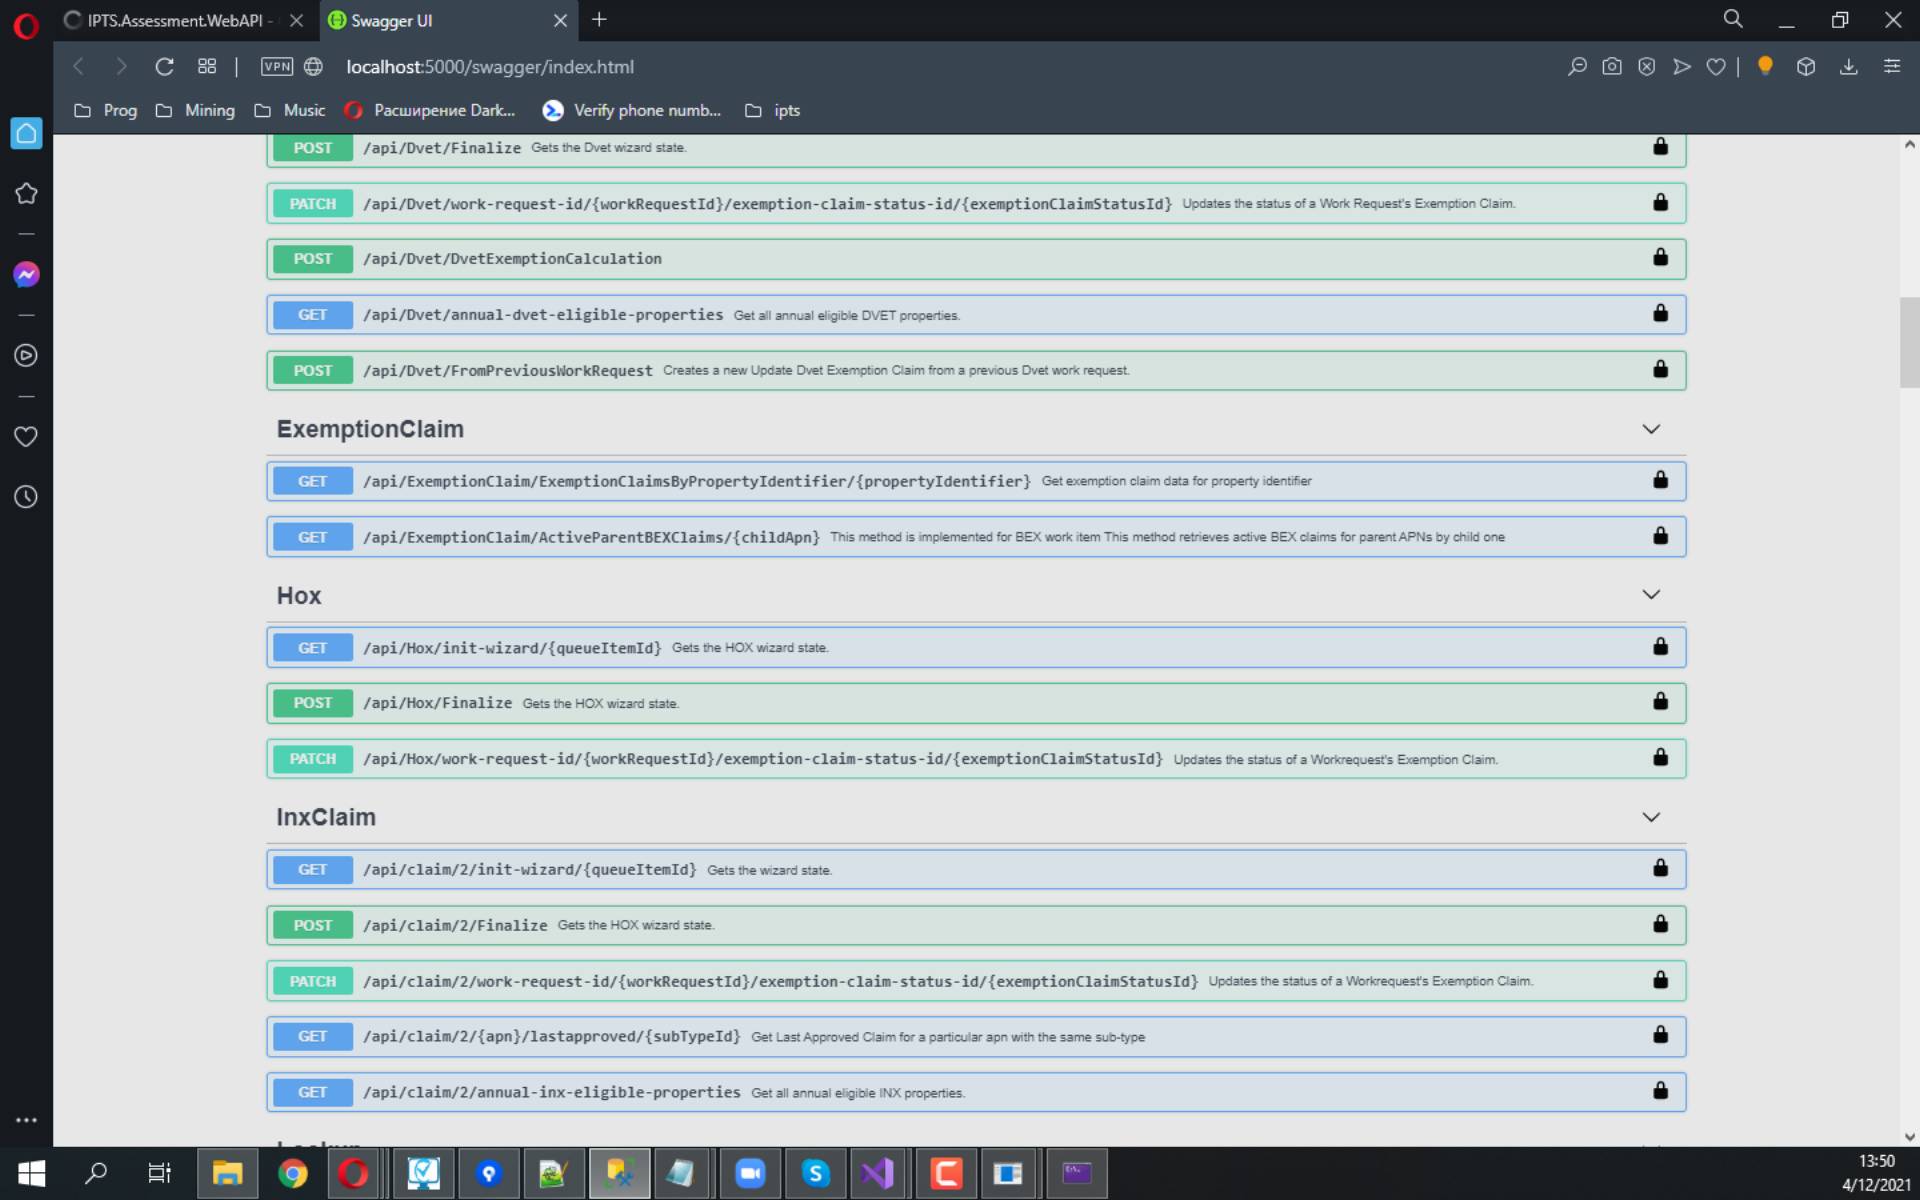 IPTS.Assessment.WebAPI -
Swagger UI
VPN
localhost:5000/swagger/index.html
Prog
Mining
Music
Расширение Dark...
Verify phone numb...
ipts
POST /api/Dvet/Finalize Gets the Dvet wizard state.
PATCH /api/Dvet/work-request-id/{workRequestId}/exemption-claim-status-id/{exemptionClaimStatusId} Updates the status of a Work Request's Exemption Claim.
POST /api/Dvet/DvetExemptionCalculation
GET /api/Dvet/annual-dvet-eligible-properties Get all annual eligible DVET properties.
POST /api/Dvet/FromPreviousWorkRequest Creates a new Update Dvet Exemption Claim from a previous Dvet work request.
ExemptionClaim
GET /api/ExemptionClaim/ExemptionClaimsByPropertyIdentifier/{propertyIdentifier} Get exemption claim data for property identifier
GET /api/ExemptionClaim/ActiveParentBEXClaims/{childApn} This method is implemented for BEX work item This method retrieves active BEX claims for parent APNs by child one
Hox
GET /api/Hox/init-wizard/{queueItemId} Gets the HOX wizard state.
POST /api/Hox/Finalize Gets the HOX wizard state.
PATCH /api/Hox/work-request-id/{workRequestId}/exemption-claim-status-id/{exemptionClaimStatusId} Updates the status of a Workrequest's Exemption Claim.
InxClaim
GET /api/claim/2/init-wizard/{queueItemId} Gets the wizard state.
POST /api/claim/2/Finalize Gets the HOX wizard state.
PATCH /api/claim/2/work-request-id/{workRequestId}/exemption-claim-status-id/{exemptionClaimStatusId} Updates the status of a Workrequest's Exemption Claim.
GET /api/claim/2/{apn}/lastapproved/{subTypeId} Get Last Approved Claim for a particular apn with the same sub-type
GET /api/claim/2/annual-inx-eligible-properties Get all annual eligible INX properties.
13:50
4/12/2021